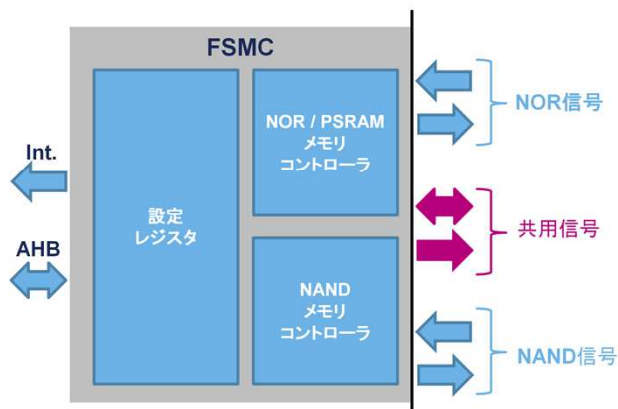 FSMC
NOR / PSRAM
メモリ
コントローラ
NOR信号
Int.
設定
レジスタ
共用信号
AHB
NAND
メモリ
コントローラ
NAND信号